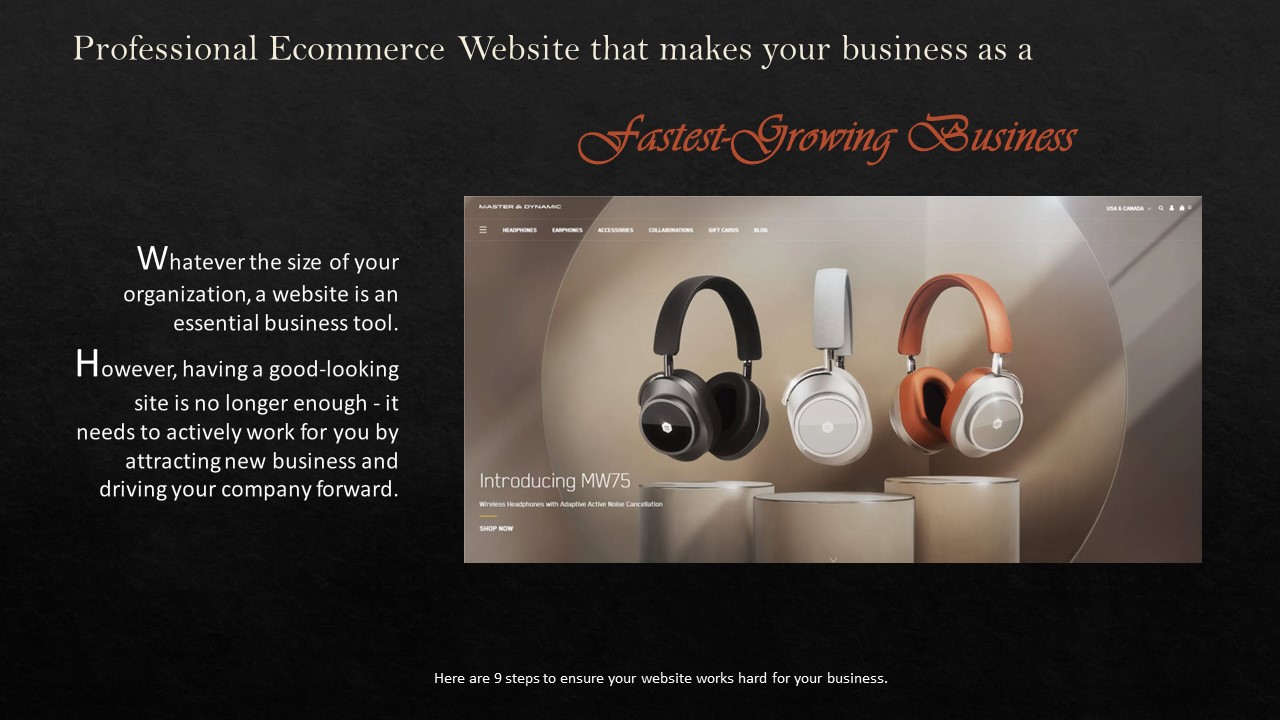 Professional Ecommerce Website that makes your business as a
Fastest-Growing Business
Whatever the size of your
organization, a website is an
essential business tool.
However, having a good-looking
site is no longer enough - it
needs to actively work for you by
attracting new business and
driving your company forward.
MASTER & DYNAMIC
USA & CANADA
0
HEADPHONES EARPHONES ACCESSORIES COLLABORATIONS GIFT CARDS BLOG
Introducing MW75
Wireless Headphones with Adaptive Active Noise Cancellation
SHOP NOW
Here are 9 steps to ensure your website works hard for your business.